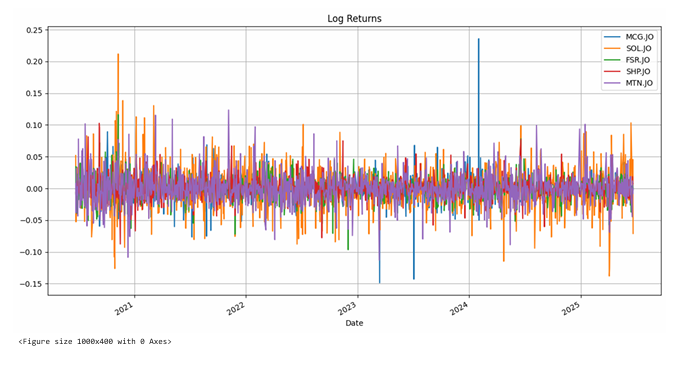 Log Returns
0.25
0.20
0.15
0.10
0.05
0.00
−0.05
−0.10
−0.15
MCG.JO
SOL.JO
FSR.JO
SHP.JO
MTN.JO
2021
2022
2023
2024
2025
Date
<Figure size 1000x400 with 0 Axes>